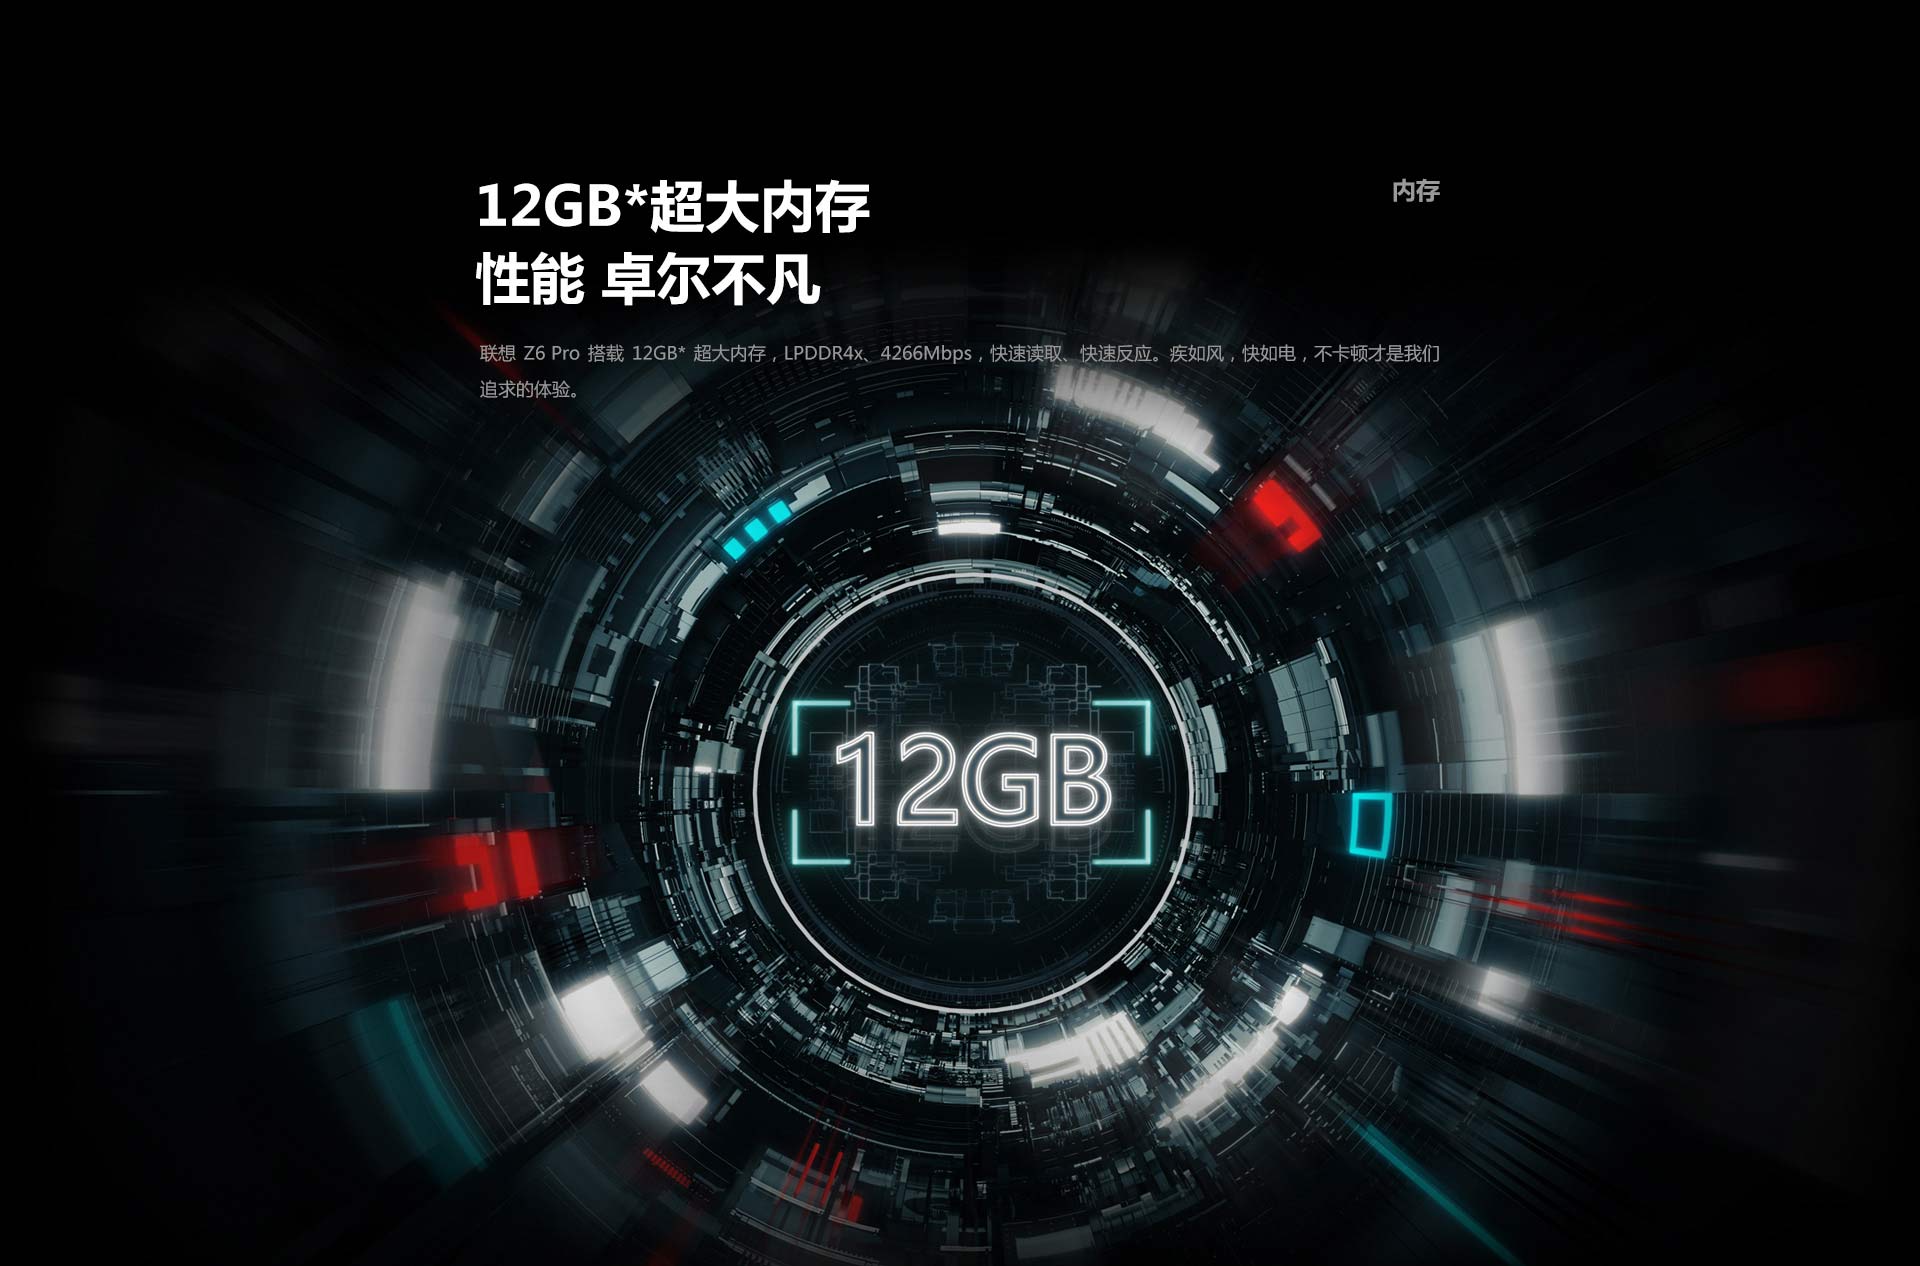 12GB*超大内存
内存
性能 卓尔不凡
联想 Z6 Pro 搭载 12GB* 超大内存，LPDDR4x、4266Mbps，快速读取、快速反应。疾如风，快如电，不卡顿才是我们
追求的体验。
12GB